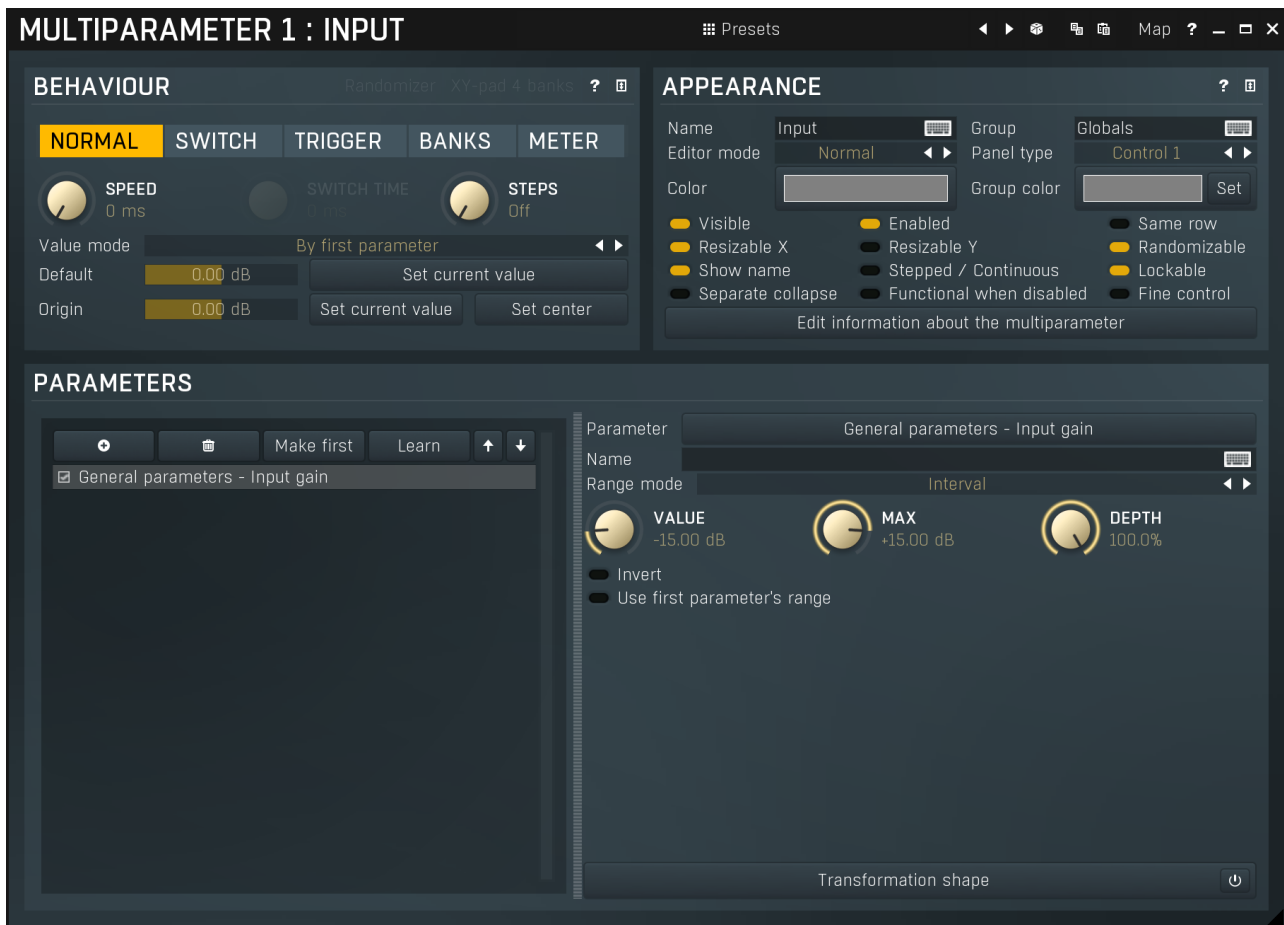 MULTIPARAMETER 1 : INPUT
Presets
Map ?
BEHAVIOUR
Randomizer XY-pad 4 banks ?
NORMAL SWITCH TRIGGER BANKS METER
SPEED
0 ms
SWITCH TIME
0 ms
STEPS
Off
Value mode By first parameter
Default 0.00 dB Set current value
Origin 0.00 dB Set current value Set center
APPEARANCE ?
Name Input Group Globals
Editor mode Normal Panel type Control 1
Color Group color Set
Visible Enabled Same row
Resizable X Resizable Y Randomizable
Show name Stepped / Continuous Lockable
Separate collapse Functional when disabled Fine control
Edit information about the multiparameter
PARAMETERS
Make first Learn
General parameters - Input gain
Parameter General parameters - Input gain
Name
Range mode Interval
VALUE
-15.00 dB
MAX
+15.00 dB
DEPTH
100.0%
Invert
Use first parameter's range
Transformation shape